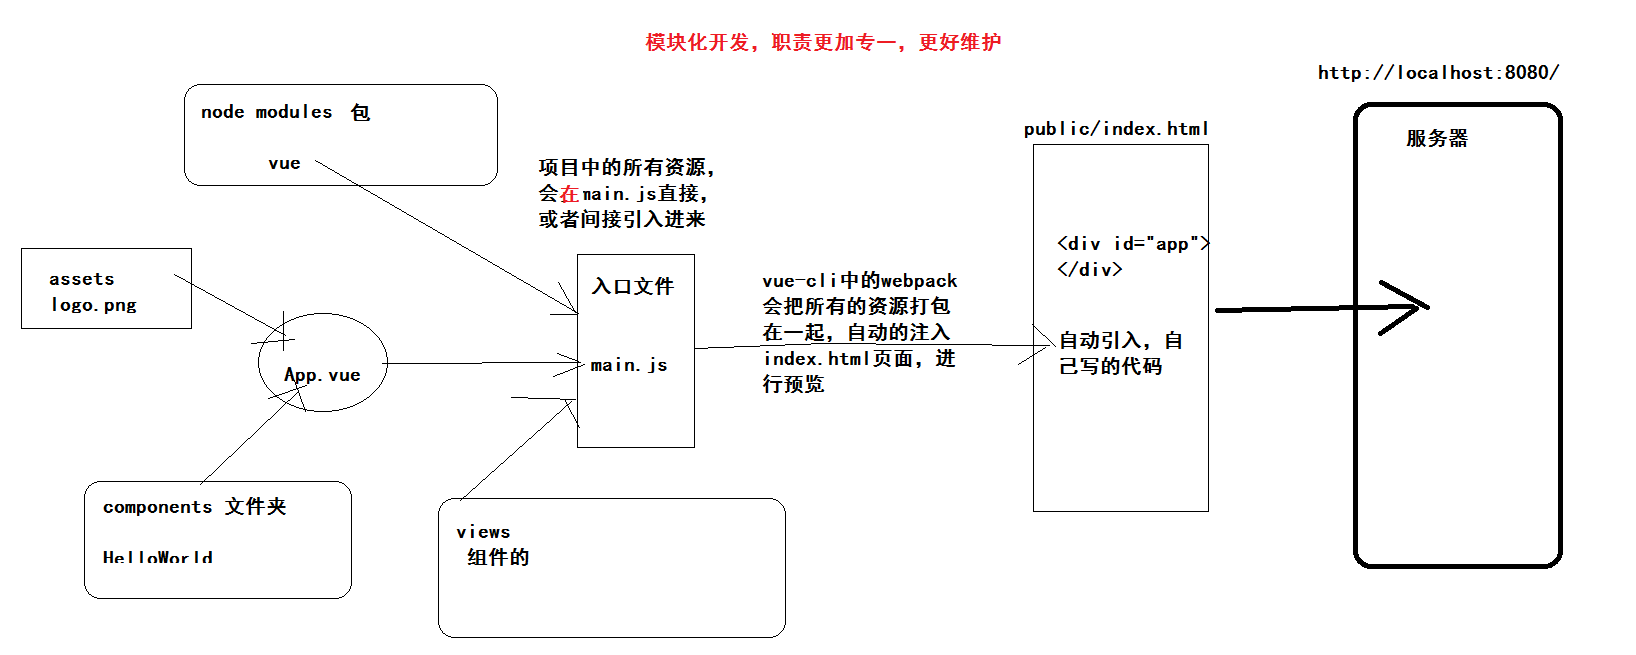 模块化开发，职责更加专一，更好维护
http://localhost:8080/
node modules 包
vue
public/index.html
服务器
项目中的所有资源，
会在main.js直接，
或者间接引入进来
<div id="app">
</div>
assets
logo.png
入口文件
vue-cli中的webpack
会把所有的资源打包
在一起，自动的注入
index.html页面，进
行预览
自动引入，自
己写的代码
App.vue
main.js
components 文件夹
HelloWorld
views
组件的